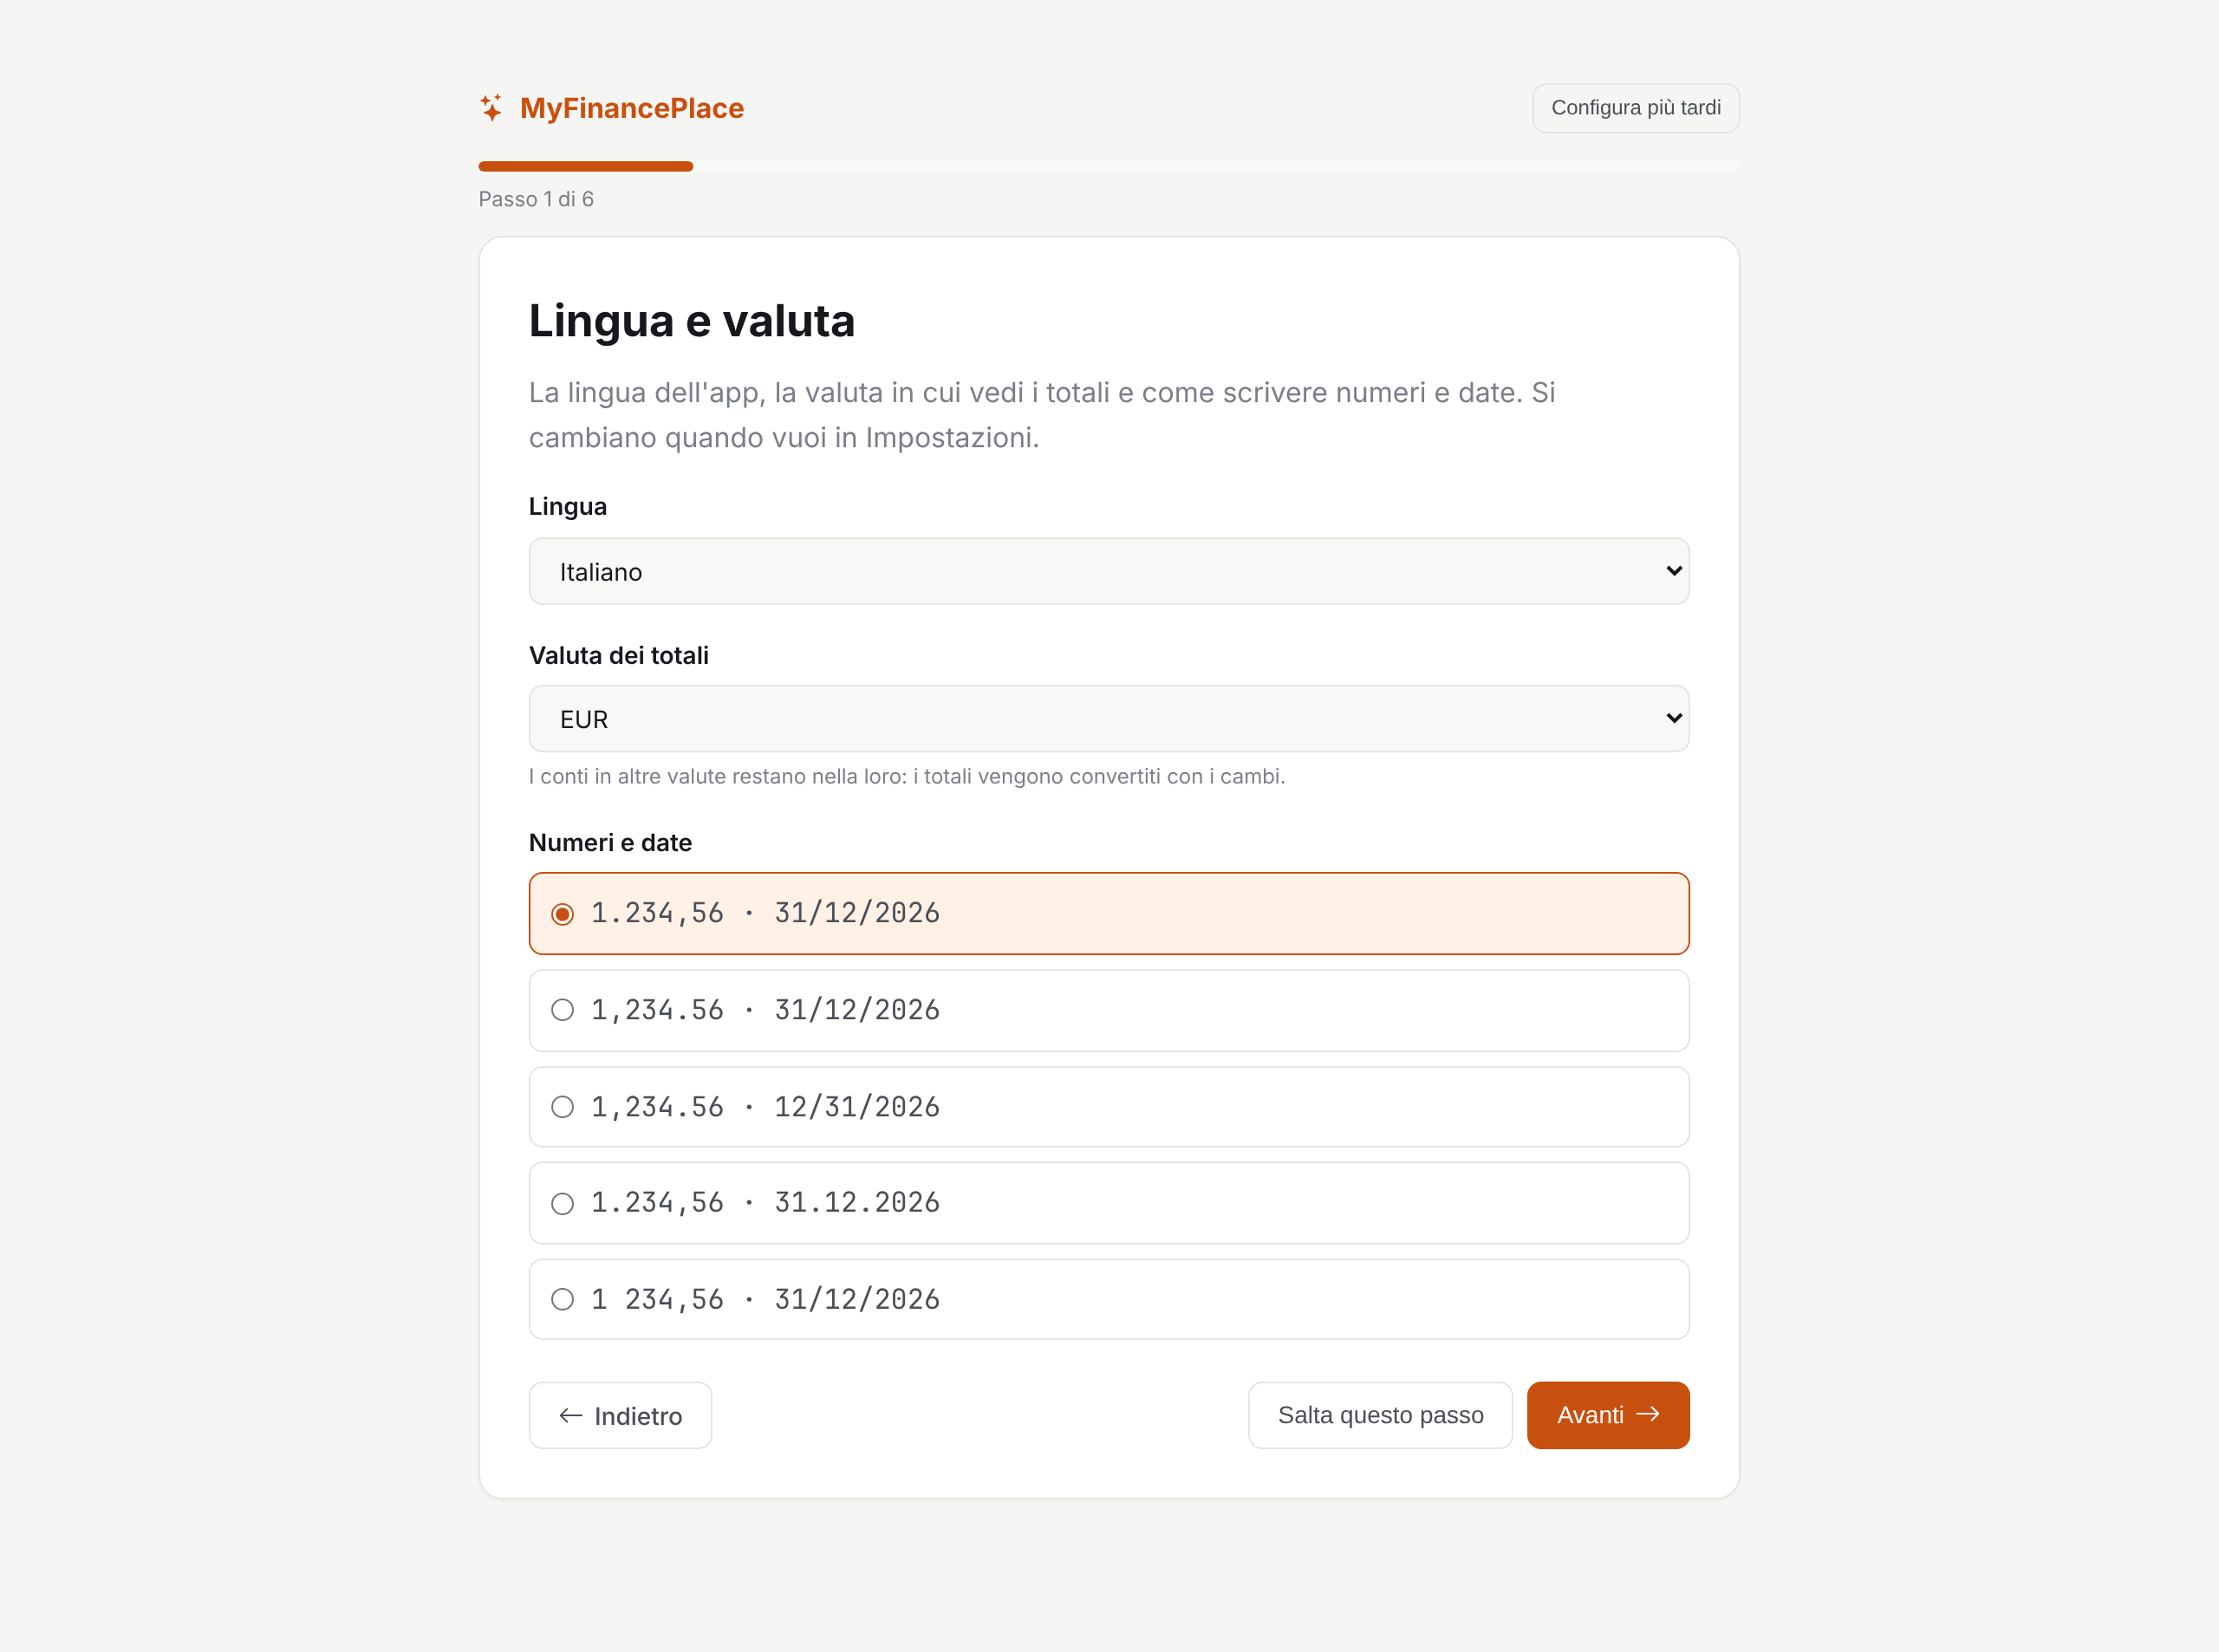 MyFinancePlace
Configura più tardi
Passo 1 di 6
Lingua e valuta
La lingua dell'app, la valuta in cui vedi i totali e come scrivere numeri e date. Si
cambiano quando vuoi in Impostazioni.
Lingua
Italiano
Valuta dei totali
EUR
I conti in altre valute restano nella loro: i totali vengono convertiti con i cambi.
Numeri e date
1.234,56 · 31/12/2026
1,234.56 · 31/12/2026
1,234.56 · 12/31/2026
1.234,56 · 31.12.2026
1 234,56 · 31/12/2026
← Indietro
Salta questo passo
Avanti →